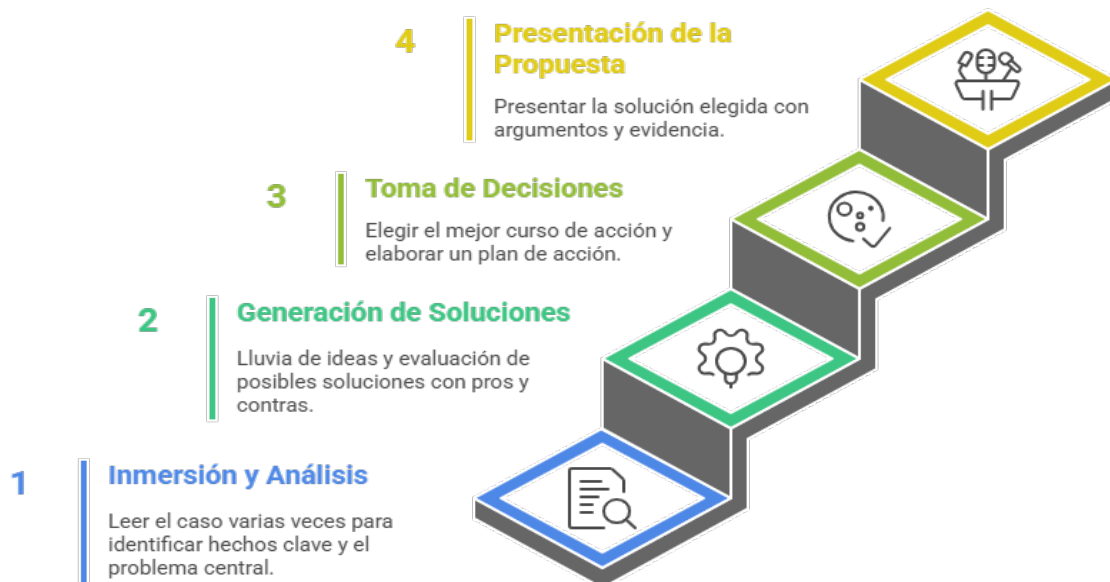 4
Presentación de la
Propuesta
Presentar la solución elegida con
argumentos y evidencia.
3
Toma de Decisiones
Elegir el mejor curso de acción y
elaborar un plan de acción.
2
Generación de Soluciones
Lluvia de ideas y evaluación de
posibles soluciones con pros y
contras.
1
Inmersión y Análisis
Leer el caso varias veces para
identificar hechos clave y el
problema central.